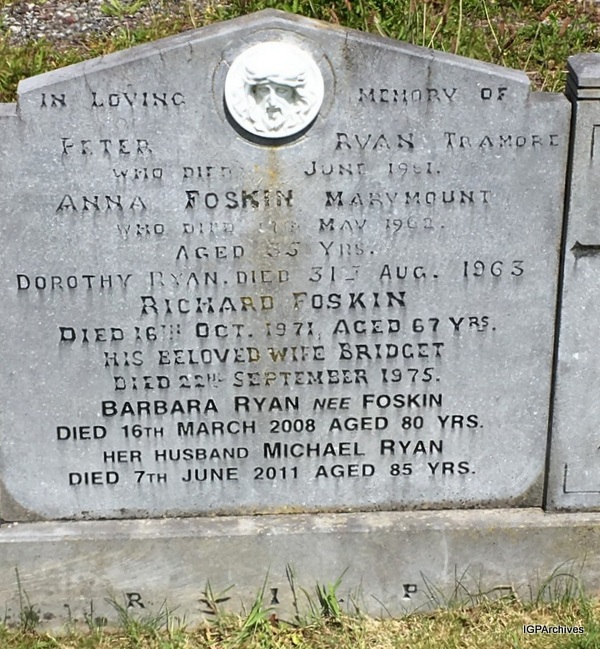 IN LOVING MEMORY OF
PETER RYAN TRAMORE
WHO DIED JUNE 1961.
ANNA FOSKIN MARYMOUNT
WHO DIED MAY 1962.
AGED YRS.
DOROTHY RYAN. DIED 31ST AUG. 1963
RICHARD FOSKIN
DIED 16TH OCT. 1971, AGED 67 YRS.
HIS BELOVED WIFE BRIDGET
DIED 22ND SEPTEMBER 1975.
BARBARA RYAN NEE FOSKIN
DIED 16TH MARCH 2008 AGED 80 YRS.
HER HUSBAND MICHAEL RYAN
DIED 7TH JUNE 2011 AGED 85 YRS.
R I P
IGPArchives